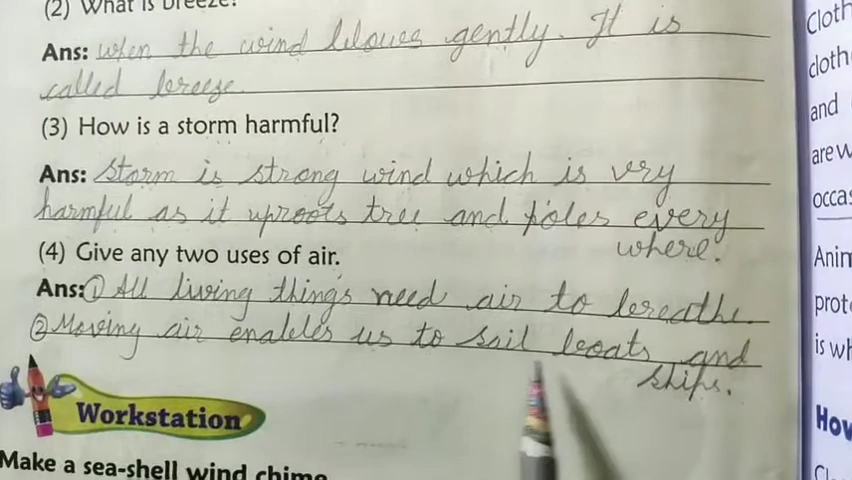 (2) What is breeze?
Ans: when the wind blows gently. It is
called breeze.
(3) How is a storm harmful?
Ans: Storm is strong wind which is very
harmful as it uproots tree and poles every
where.
(4) Give any two uses of air.
Ans: ① All living things need air to breathe.
② Moving air enables us to sail boats and
ships.
Workstation
Make a sea-shell wind chime
Cloth
cloth
and
are w
occas
Anim
prote
is wh
How